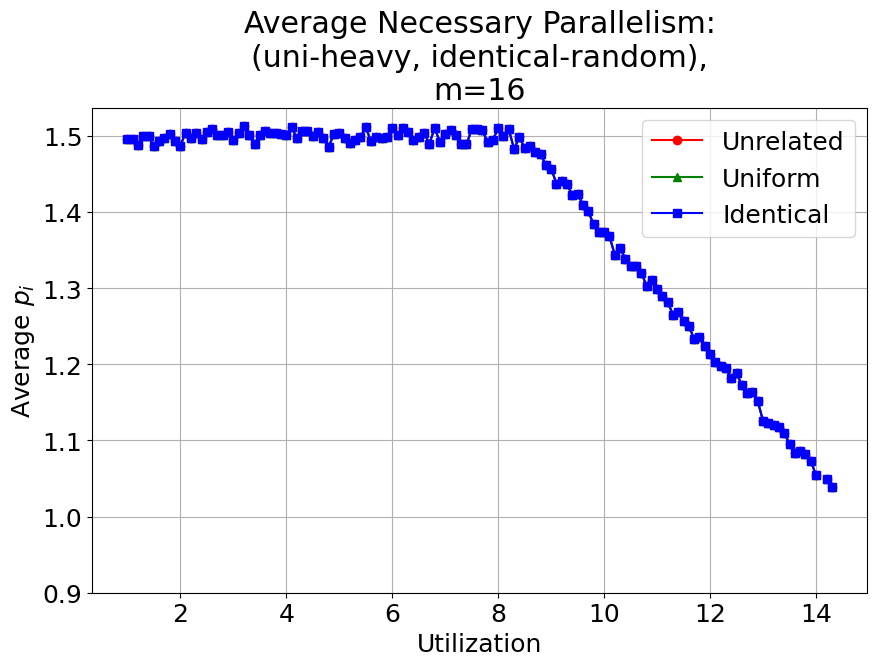 Average Necessary Parallelism:
(uni-heavy, identical-random),
m=16
Unrelated
Uniform
Identical
Average p_i
1.5
1.4
1.3
1.2
1.1
1.0
0.9
2 4 6 8 10 12 14
Utilization